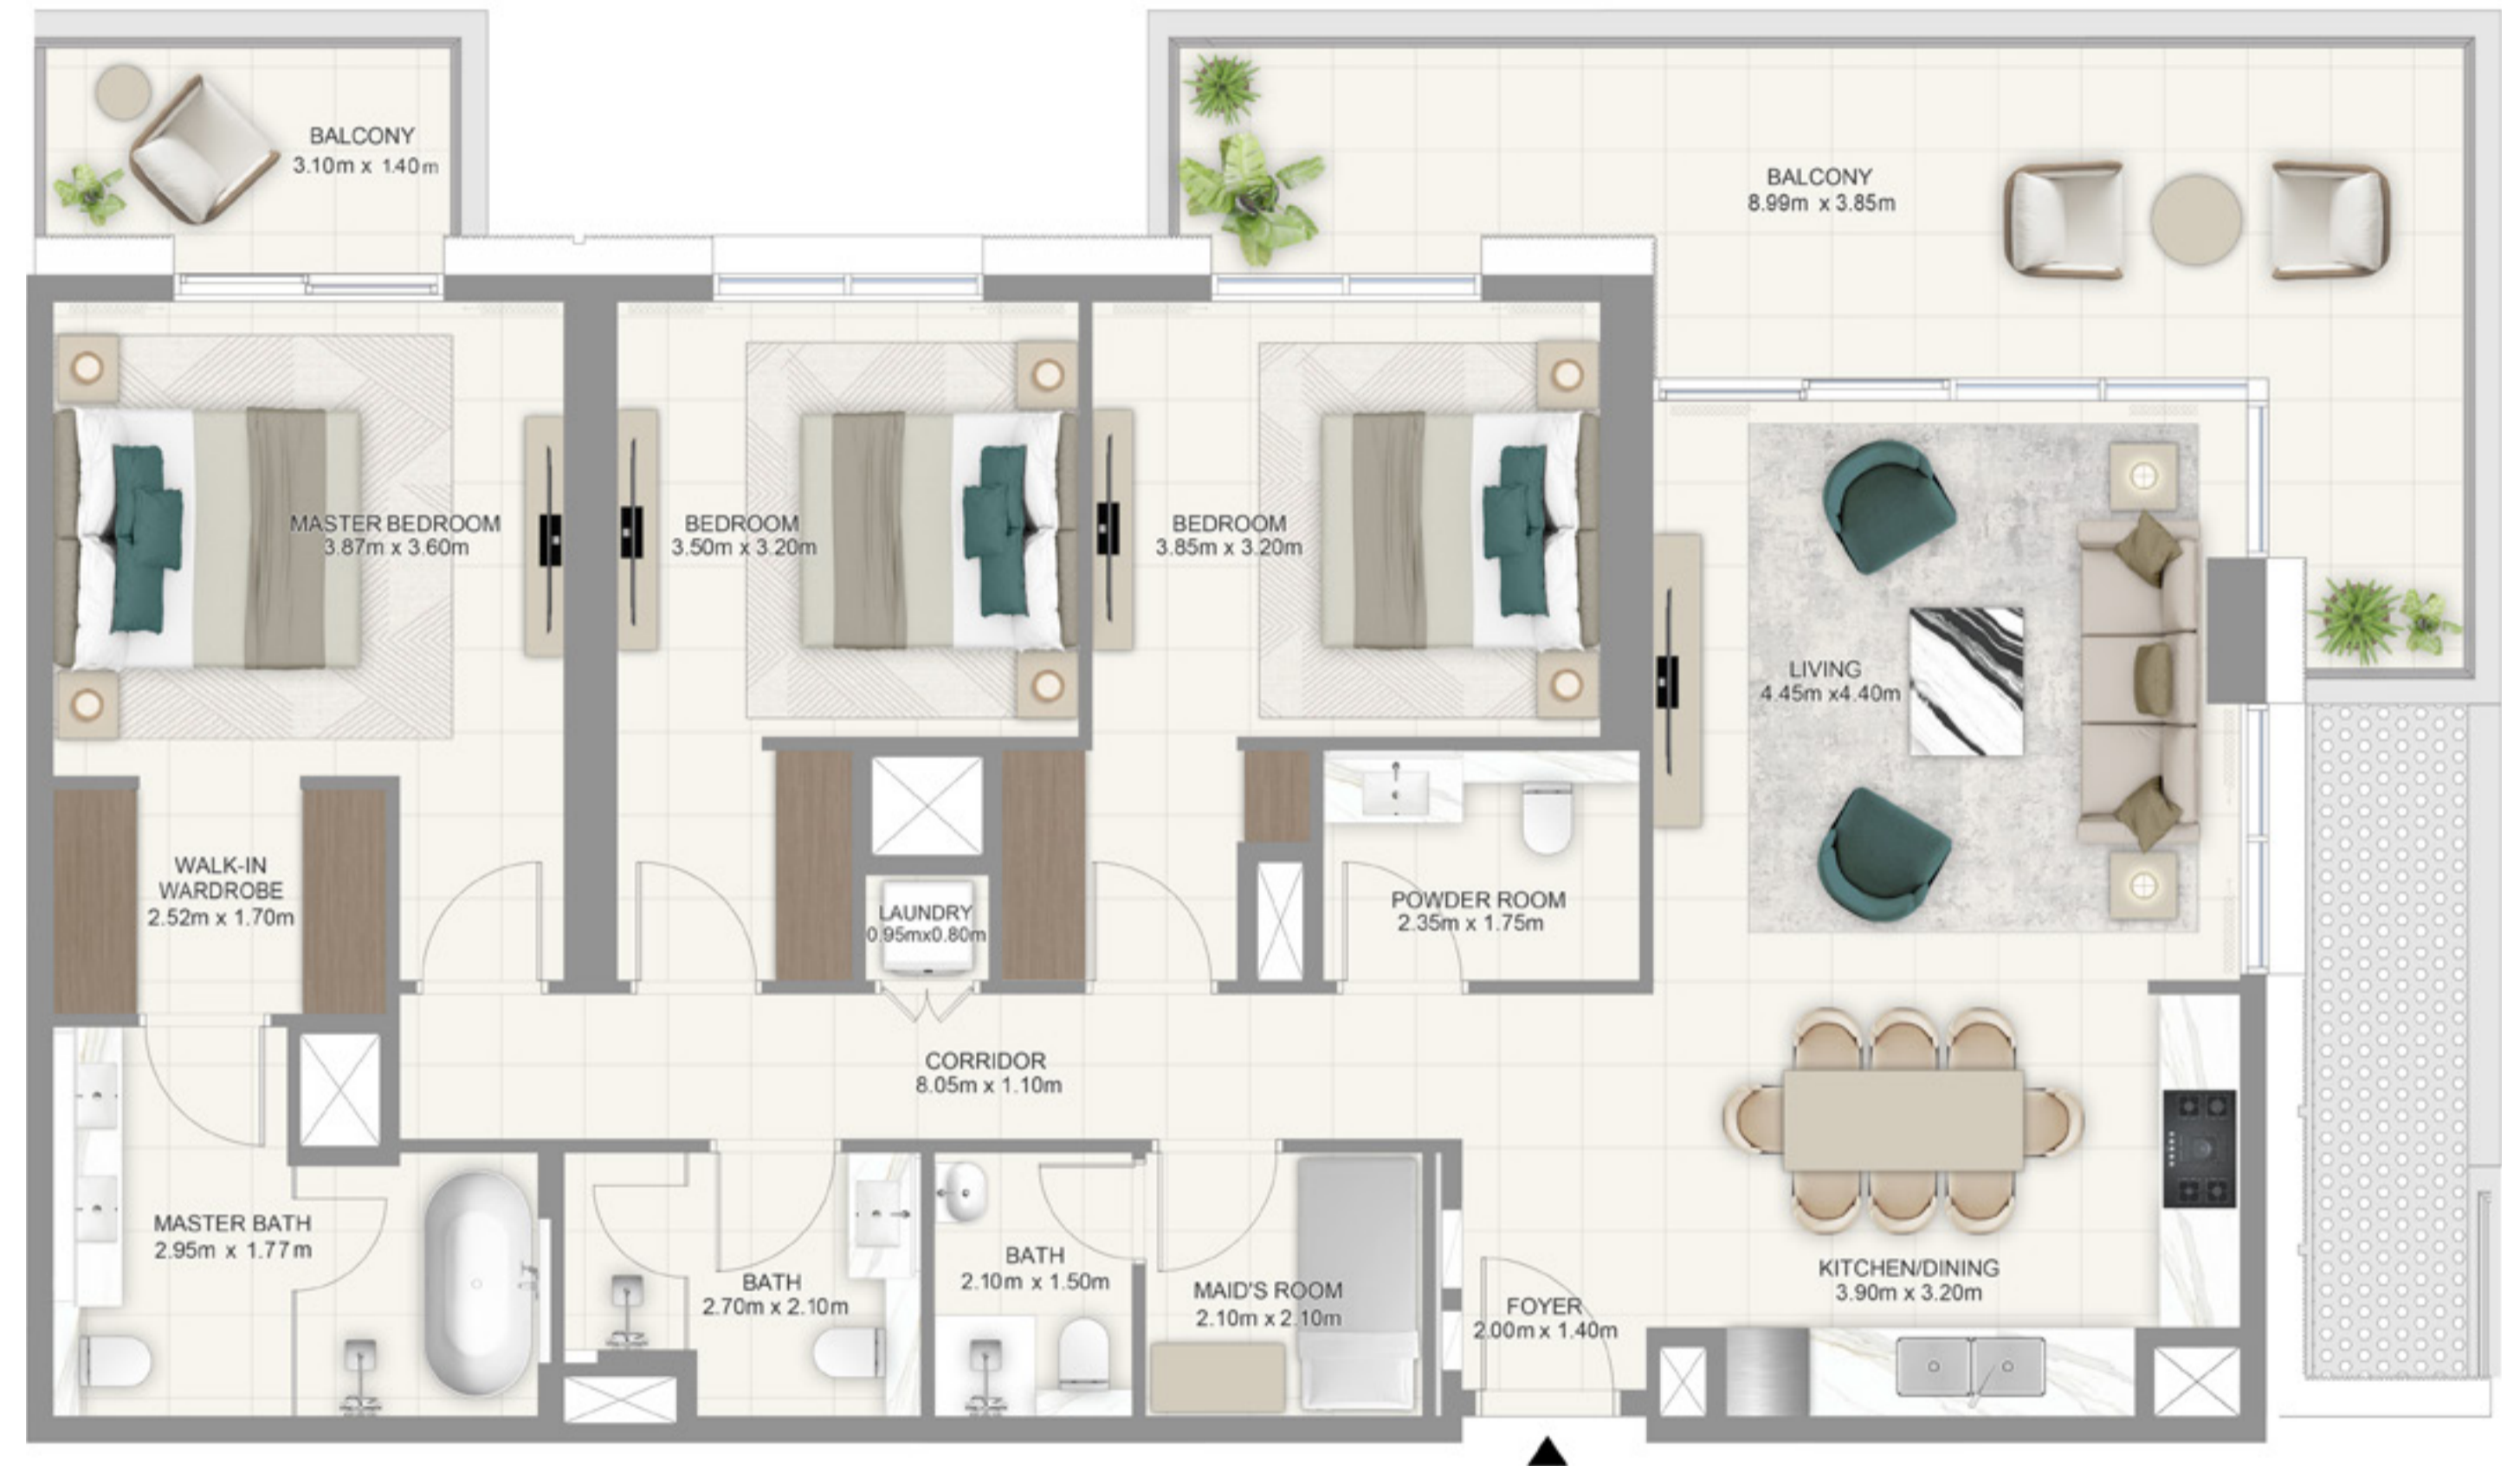 BALCONY
3.10m x 1.40m
BALCONY
8.99m x 3.85m
MASTER BEDROOM
3.87m x 3.60m
BEDROOM
3.50m x 3.20m
BEDROOM
3.85m x 3.20m
LIVING
4.45m x4.40m
WALK-IN
WARDROBE
2.52m x 1.70m
LAUNDRY
0.95mx0.80m
POWDER ROOM
2.35m x 1.75m
CORRIDOR
8.05m x 1.10m
MASTER BATH
2.95m x 1.77m
BATH
2.70m x 2.10m
BATH
2.10m x 1.50m
MAID'S ROOM
2.10m x 2.10m
FOYER
2.00m x 1.40m
KITCHEN/DINING
3.90m x 3.20m